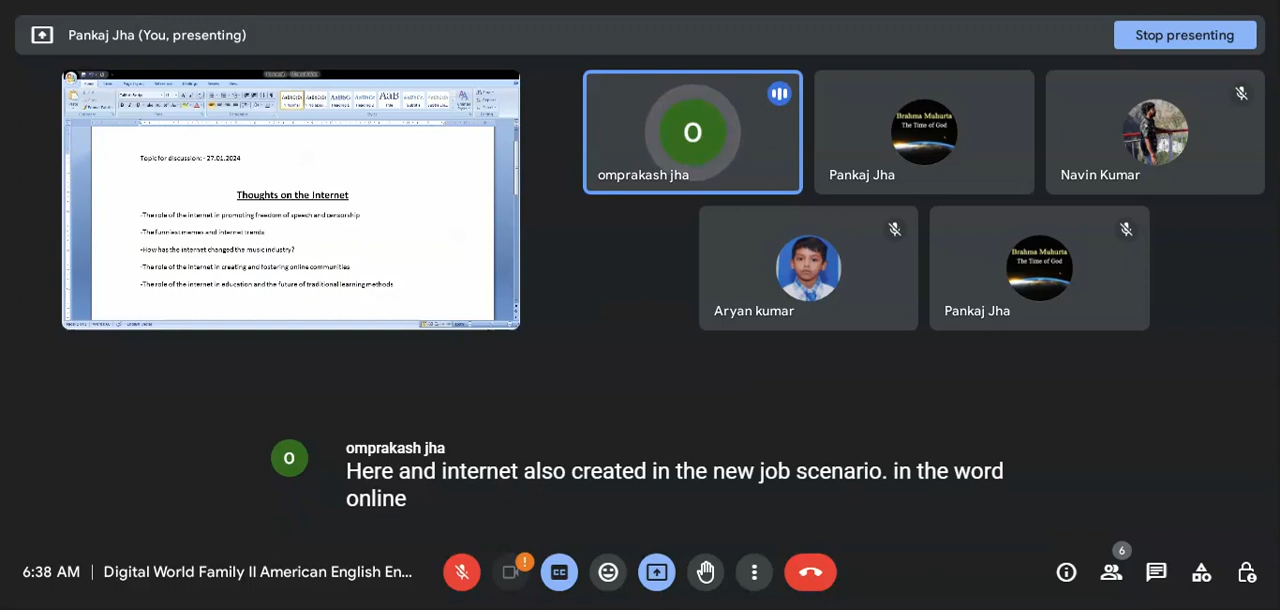 Pankaj Jha (You, presenting)
Stop presenting
Topic for discussion: - 27.01.2024
Thoughts on the Internet
-The role of the internet in promoting freedom of speech and censorship
-The funniest memes and internet trends
-How has the internet changed the music industry?
-The role of the internet in creating and fostering online communities
-The role of the internet in education and the future of traditional learning methods
O
omprakash jha
Brahma Muhurta
The Time of God
Pankaj Jha
Navin Kumar
Aryan kumar
Brahma Muhurta
The Time of God
Pankaj Jha
O
omprakash jha
Here and internet also created in the new job scenario. in the word
online
6:38 AM | Digital World Family II American English En...
CC
6